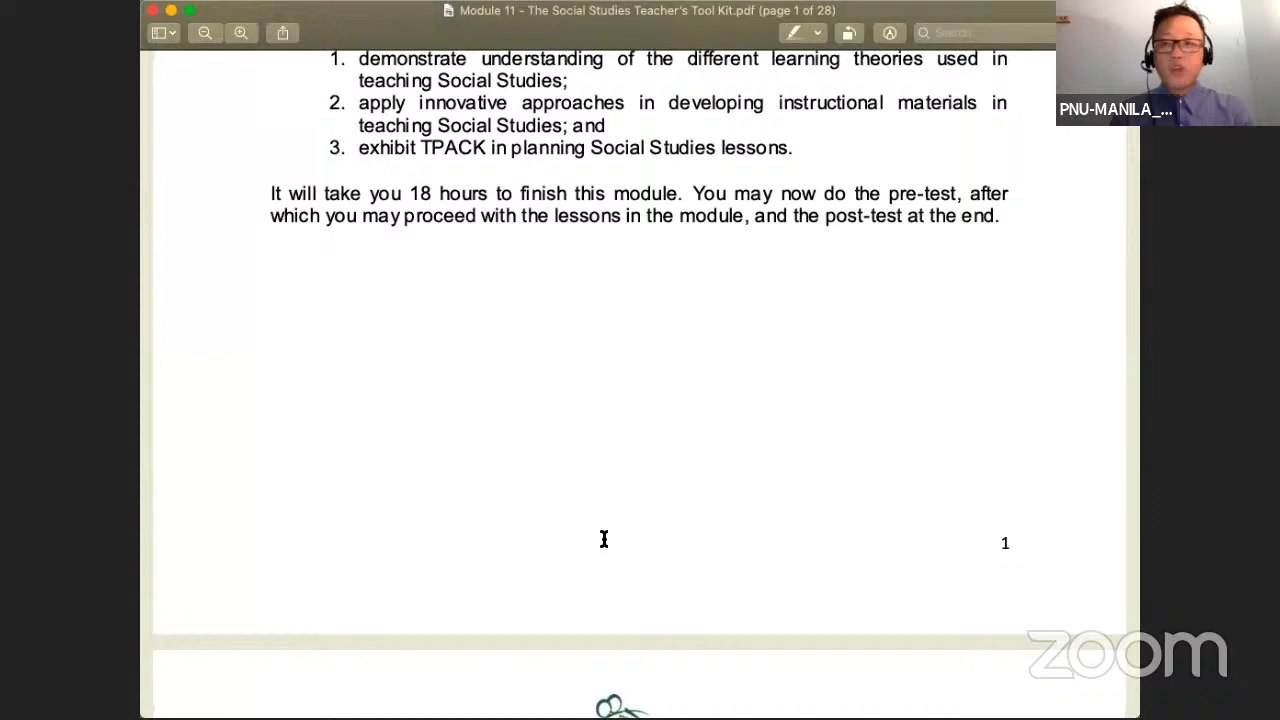 Module 11 - The Social Studies Teacher's Tool Kit.pdf (page 1 of 28)
Search
PNU-MANILA_...
1. demonstrate understanding of the different learning theories used in
teaching Social Studies;
2. apply innovative approaches in developing instructional materials in
teaching Social Studies; and
3. exhibit TPACK in planning Social Studies lessons.
It will take you 18 hours to finish this module. You may now do the pre-test, after
which you may proceed with the lessons in the module, and the post-test at the end.
1
zoom